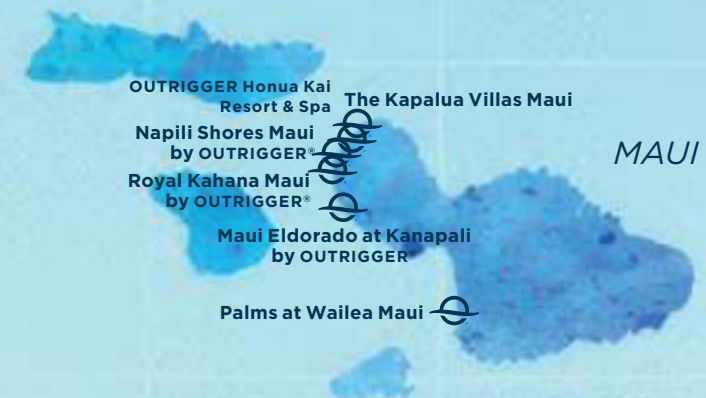 OUTRIGGER Honua Kai
Resort & Spa
The Kapalua Villas Maui
Napili Shores Maui
by OUTRIGGER®
MAUI
Royal Kahana Maui
by OUTRIGGER®
Maui Eldorado at Kanapali
by OUTRIGGER
Palms at Wailea Maui